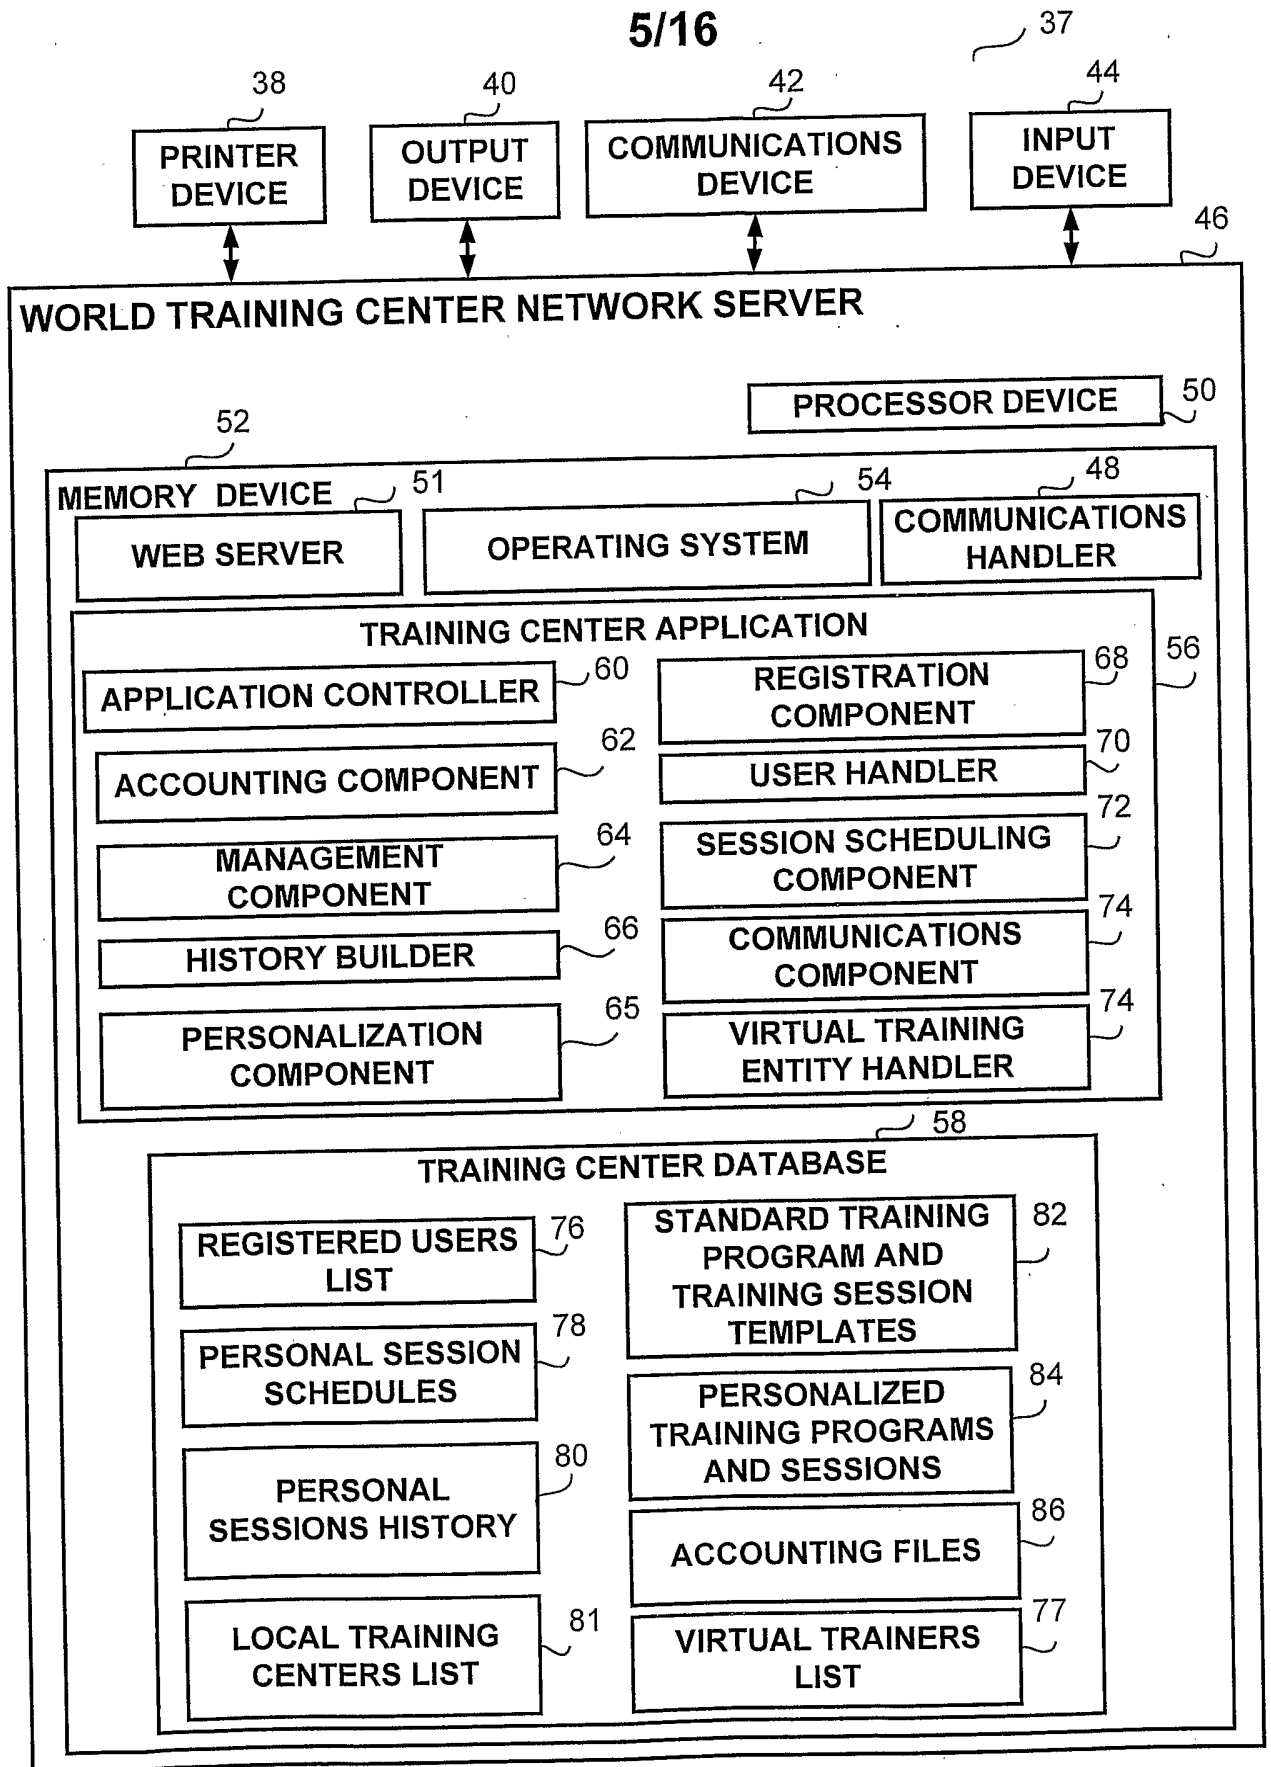 5/16
37
38
40
42
44
PRINTER
DEVICE
OUTPUT
DEVICE
COMMUNICATIONS
DEVICE
INPUT
DEVICE
46
WORLD TRAINING CENTER NETWORK SERVER
PROCESSOR DEVICE
50
52
MEMORY DEVICE
51
54
48
WEB SERVER
OPERATING SYSTEM
COMMUNICATIONS
HANDLER
TRAINING CENTER APPLICATION
56
APPLICATION CONTROLLER
60
REGISTRATION
COMPONENT
68
ACCOUNTING COMPONENT
62
USER HANDLER
70
MANAGEMENT
COMPONENT
64
SESSION SCHEDULING
COMPONENT
72
HISTORY BUILDER
66
COMMUNICATIONS
COMPONENT
74
PERSONALIZATION
COMPONENT
65
VIRTUAL TRAINING
ENTITY HANDLER
74
58
TRAINING CENTER DATABASE
REGISTERED USERS
LIST
76
STANDARD TRAINING
PROGRAM AND
TRAINING SESSION
TEMPLATES
82
PERSONAL SESSION
SCHEDULES
78
PERSONALIZED
TRAINING PROGRAMS
AND SESSIONS
84
PERSONAL
SESSIONS HISTORY
80
ACCOUNTING FILES
86
LOCAL TRAINING
CENTERS LIST
81
VIRTUAL TRAINERS
LIST
77